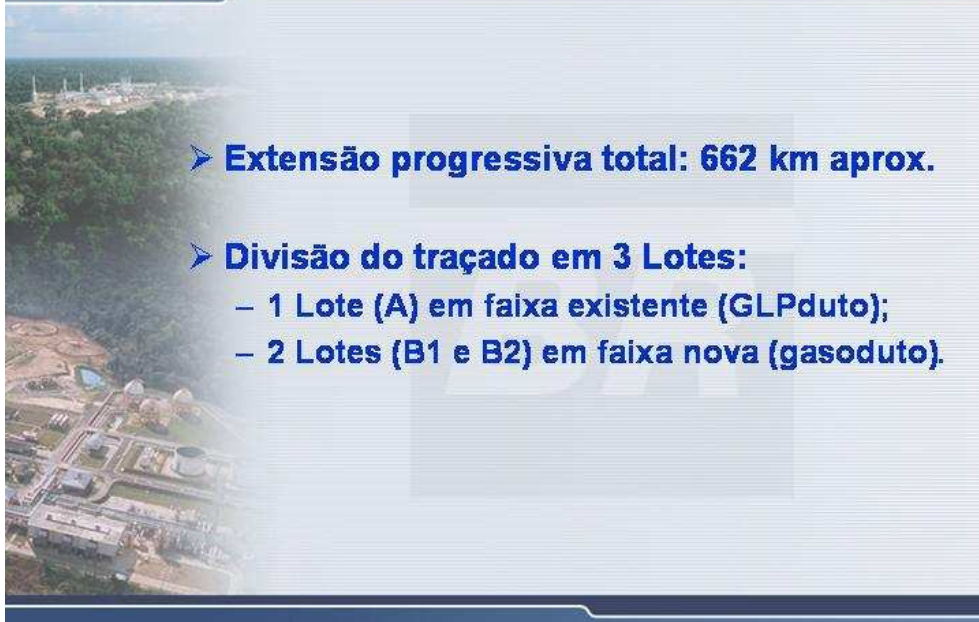 ➢ Extensão progressiva total: 662 km aprox.
➢ Divisão do traçado em 3 Lotes:
– 1 Lote (A) em faixa existente (GLPduto);
– 2 Lotes (B1 e B2) em faixa nova (gasoduto).
BR